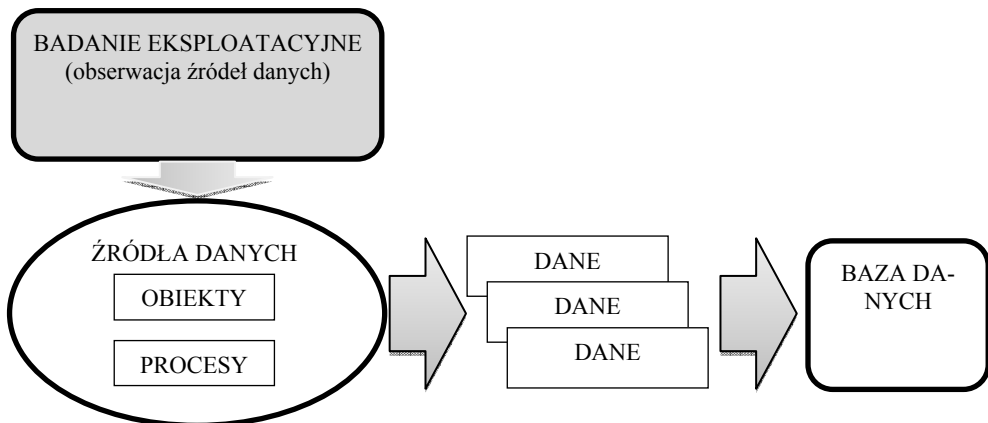 BADANIE EKSPLOATACYJNE
(obserwacja źródeł danych)
ŹRÓDŁA DANYCH
OBIEKTY
PROCESY
DANE
DANE
DANE
BAZA DA-
NYCH